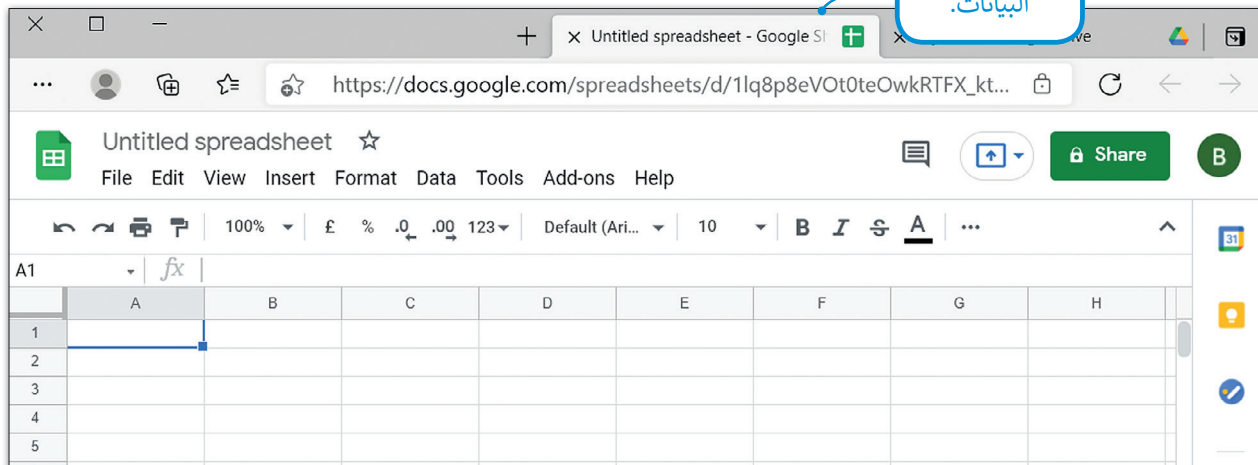 البيانات.
Untitled spreadsheet - Google Sh
https://docs.google.com/spreadsheets/d/1lq8p8eVOt0teOwkRTFX_kt...
Untitled spreadsheet
File Edit View Insert Format Data Tools Add-ons Help
Share
B
100% £ % .0 .00 123 Default (Ari... 10 B I S A ...
31
A1 fx
A B C D E F G H
1
2
3
4
5